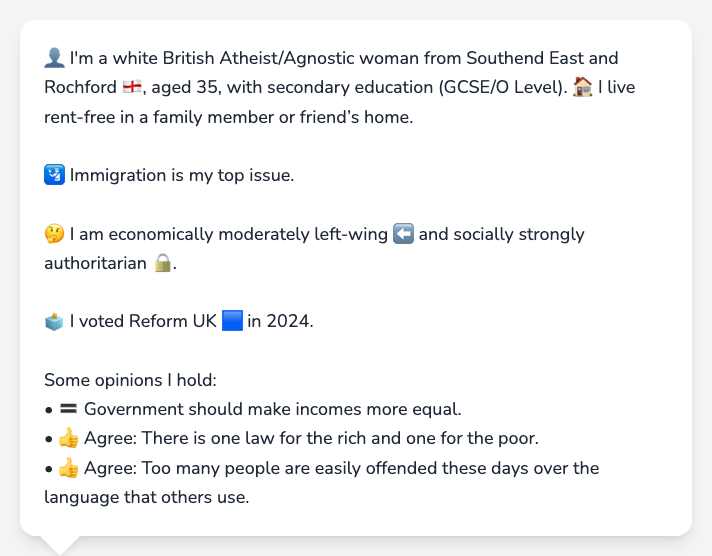 👤 I'm a white British Atheist/Agnostic woman from Southend East and
Rochford 🏴󠁧󠁢󠁥󠁮󠁧󠁿, aged 35, with secondary education (GCSE/O Level). 🏠 I live
rent-free in a family member or friend’s home.
🛂 Immigration is my top issue.
🤔 I am economically moderately left-wing ⬅️ and socially strongly
authoritarian 🔒.
🗳️ I voted Reform UK 🟦 in 2024.
Some opinions I hold:
• 🟰 Government should make incomes more equal.
• 👍 Agree: There is one law for the rich and one for the poor.
• 👍 Agree: Too many people are easily offended these days over the
language that others use.